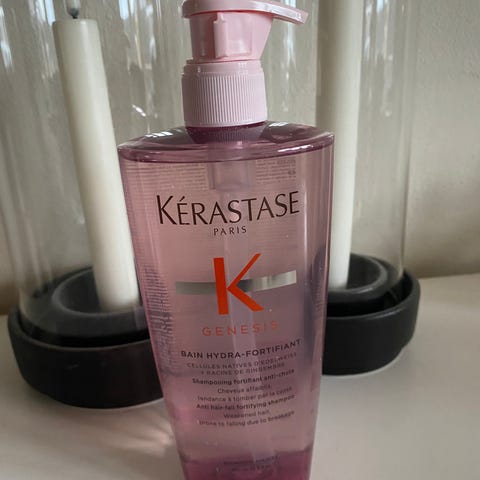 KÉRASTASE
PARIS
K
GENESIS
BAIN HYDRA-FORTIFIANT
CELLULES NATIVES D'EDELWEISS
+ RACINE DE GINGEMBRE
Shampooing fortifiant anti-chute
Cheveux affaiblis,
tendance à tomber par la casse
Anti hair-fall fortifying shampoo
Weakened hair,
prone to falling due to breakage